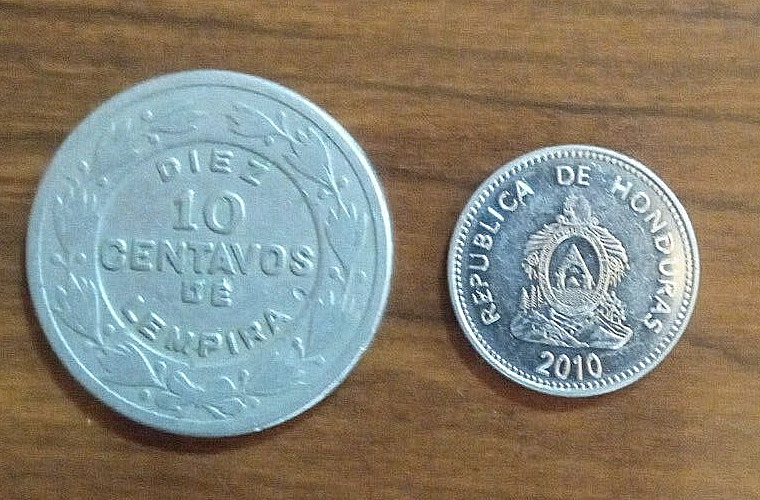 DIEZ
10
CENTAVOS
DE
LEMPIRA
REPUBLICA DE HONDURAS
2010